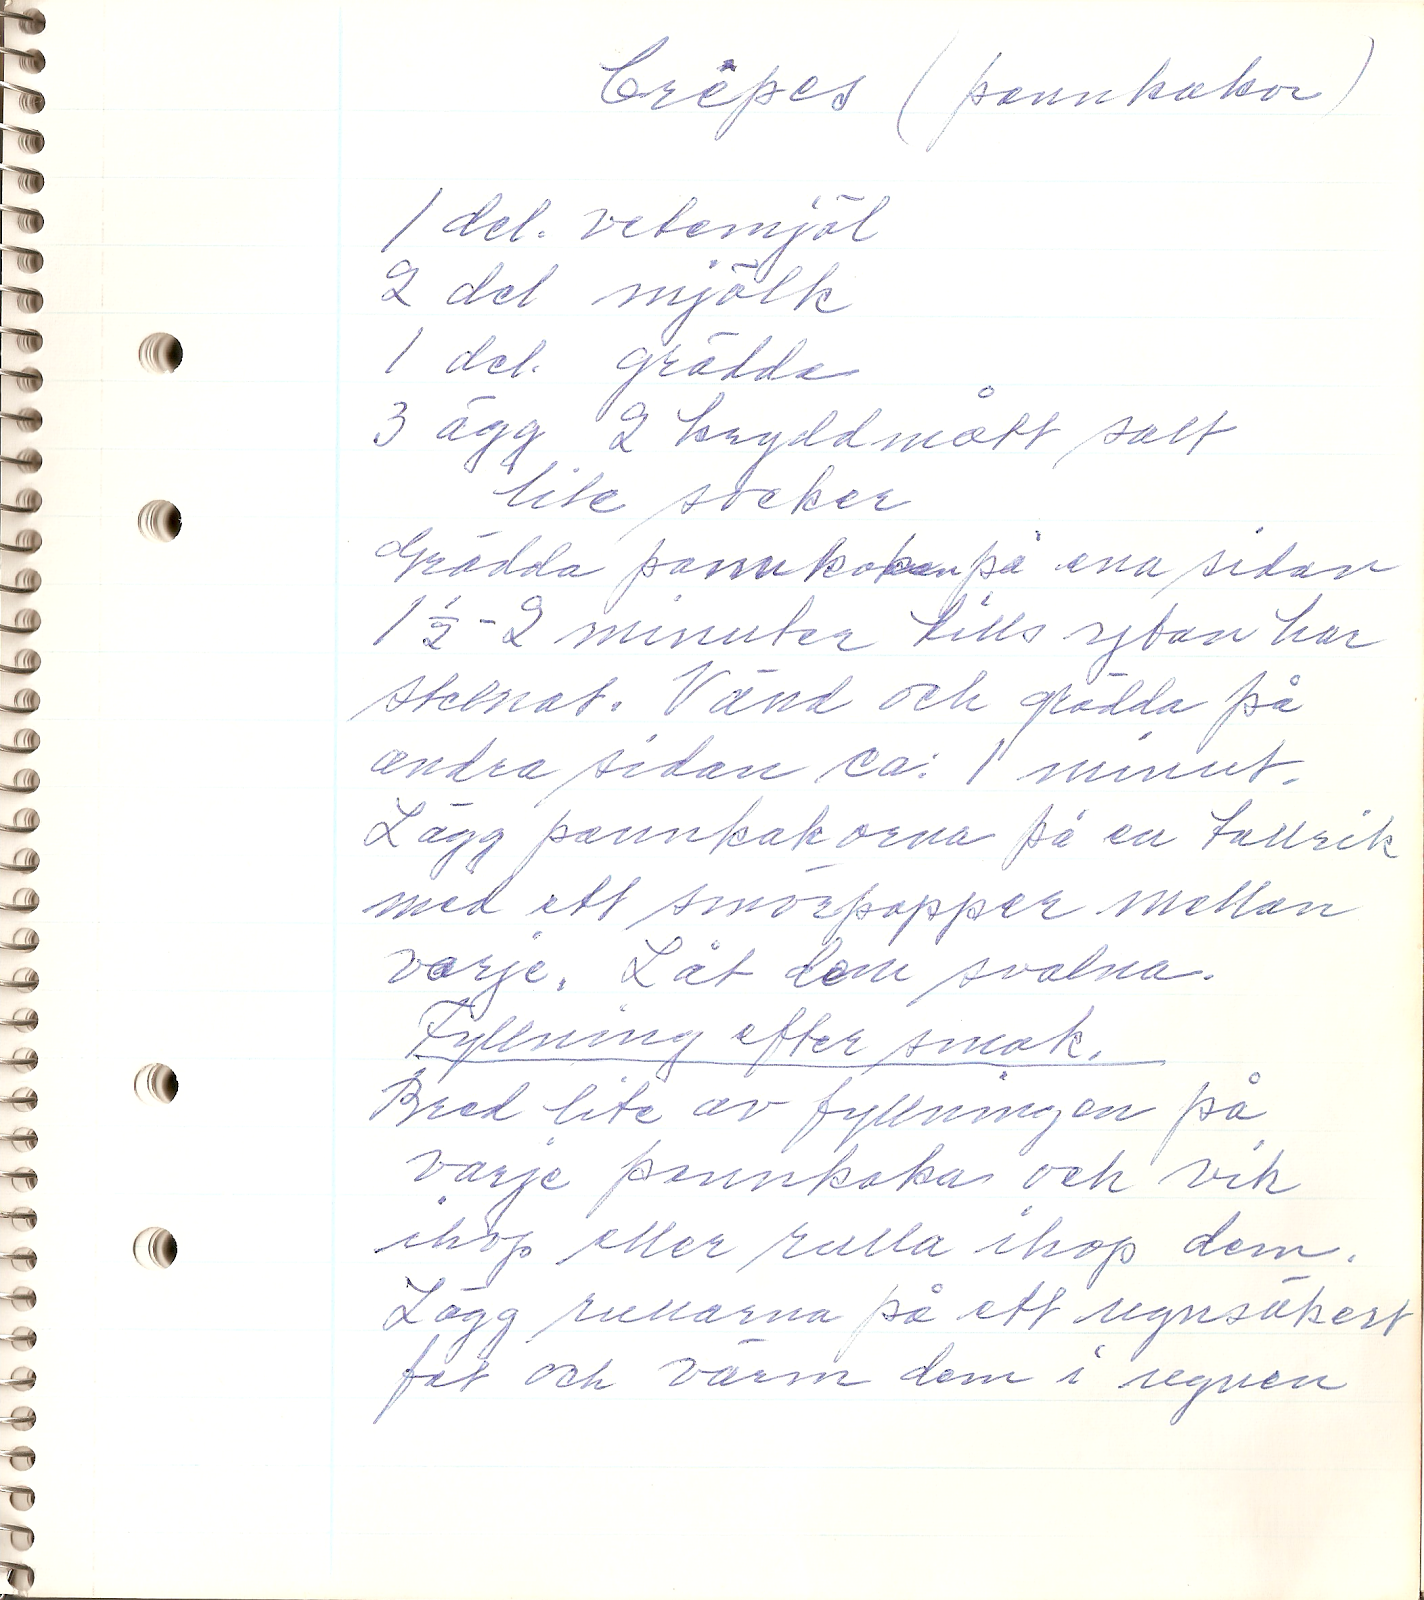 Crêpes (pannkakor)
1 del. vetemjöl
2 del mjölk
1 del. grädde
3 ägg 2 kryddmått salt
lite socker
Grädda pannkakan på ena sidan
1 1/2 - 2 minuter tills ytan har
stelnat. Vänd och grädda på
andra sidan ca: 1 minut.
Lägg pannkakorna på en tallrik
med ett smörpapper mellan
varje. Låt dem svalna.
Fyllning efter smak.
Bred lite av fyllningen på
varje pannkaka och vik
ihop eller rulla ihop dem.
Lägg rullarna på ett ugnsäkert
fat och värm dem i ugnen